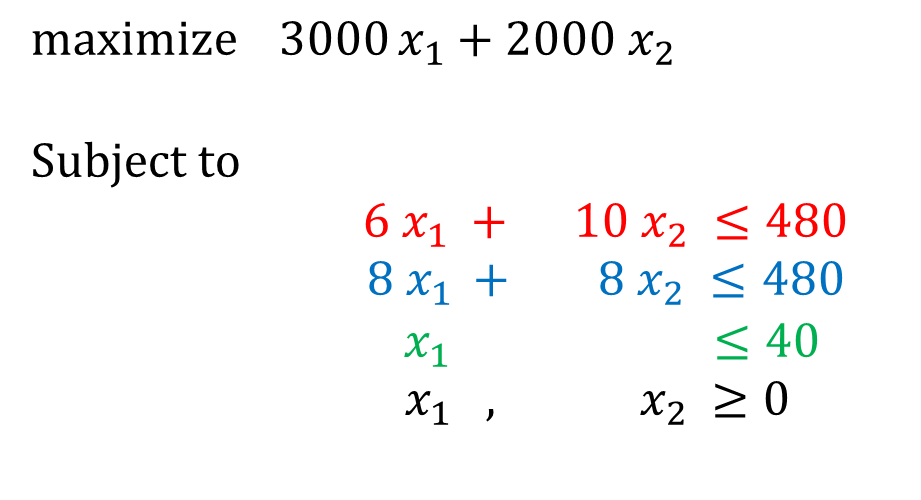 maximize 3000 x₁ + 2000 x₂
Subject to
6 x₁ + 10 x₂ ≤ 480
8 x₁ + 8 x₂ ≤ 480
x₁ ≤ 40
x₁ , x₂ ≥ 0